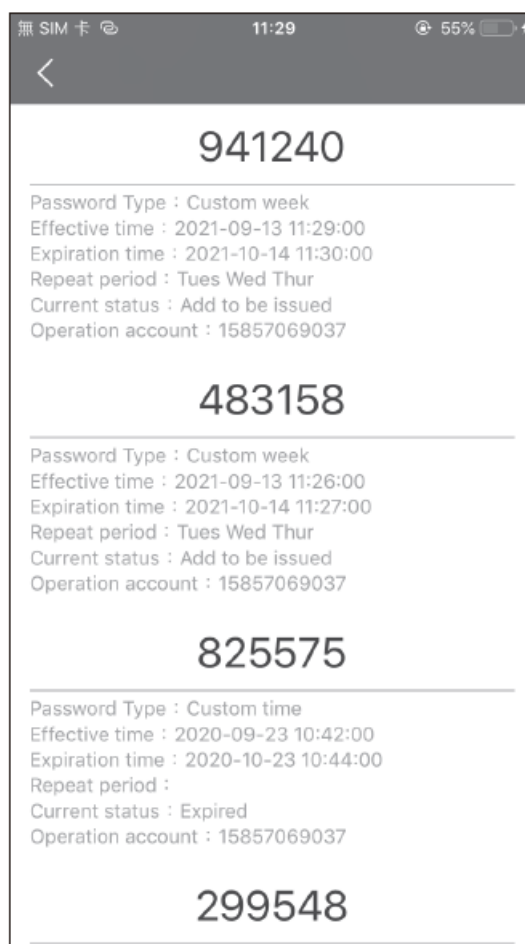 無 SIM 卡 11:29 55%
941240
Password Type：Custom week
Effective time：2021-09-13 11:29:00
Expiration time：2021-10-14 11:30:00
Repeat period：Tues Wed Thur
Current status：Add to be issued
Operation account：15857069037
483158
Password Type：Custom week
Effective time：2021-09-13 11:26:00
Expiration time：2021-10-14 11:27:00
Repeat period：Tues Wed Thur
Current status：Add to be issued
Operation account：15857069037
825575
Password Type：Custom time
Effective time：2020-09-23 10:42:00
Expiration time：2020-10-23 10:44:00
Repeat period：
Current status：Expired
Operation account：15857069037
299548